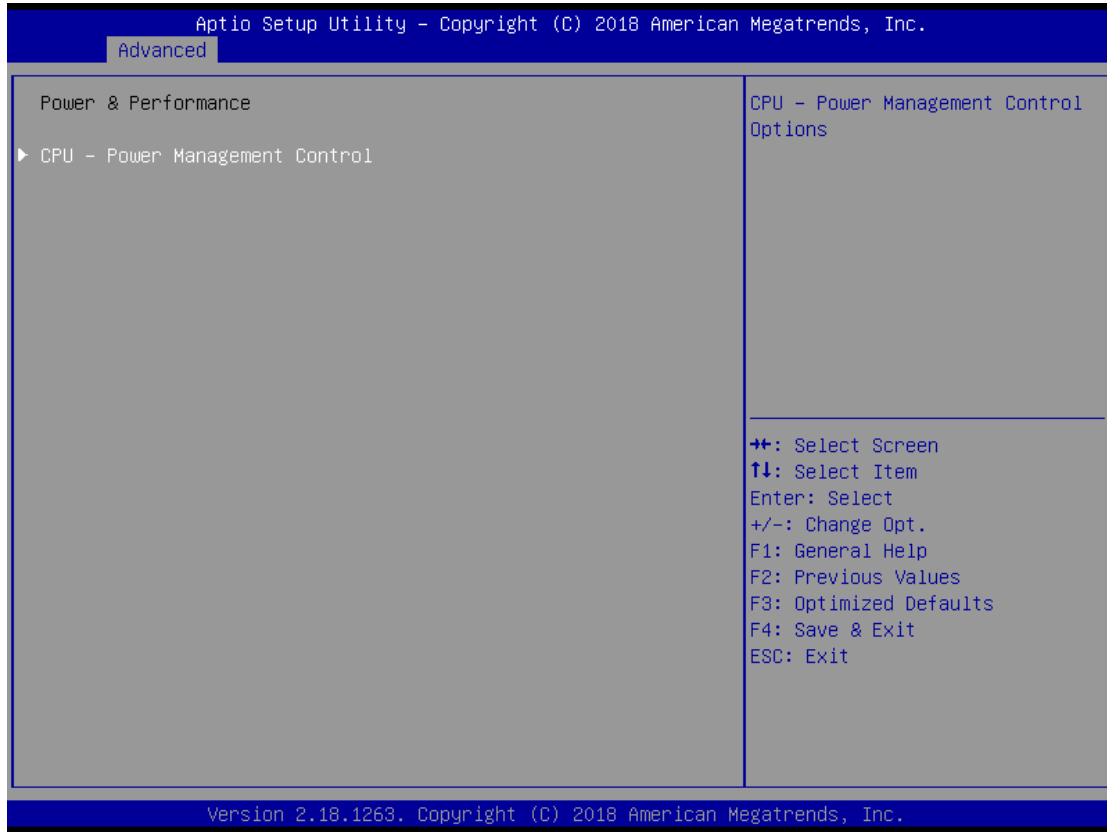 Aptio Setup Utility – Copyright (C) 2018 American Megatrends, Inc.
Advanced
Power & Performance
▶ CPU – Power Management Control
CPU – Power Management Control
Options
→←: Select Screen
↑↓: Select Item
Enter: Select
+/-: Change Opt.
F1: General Help
F2: Previous Values
F3: Optimized Defaults
F4: Save & Exit
ESC: Exit
Version 2.18.1263. Copyright (C) 2018 American Megatrends, Inc.